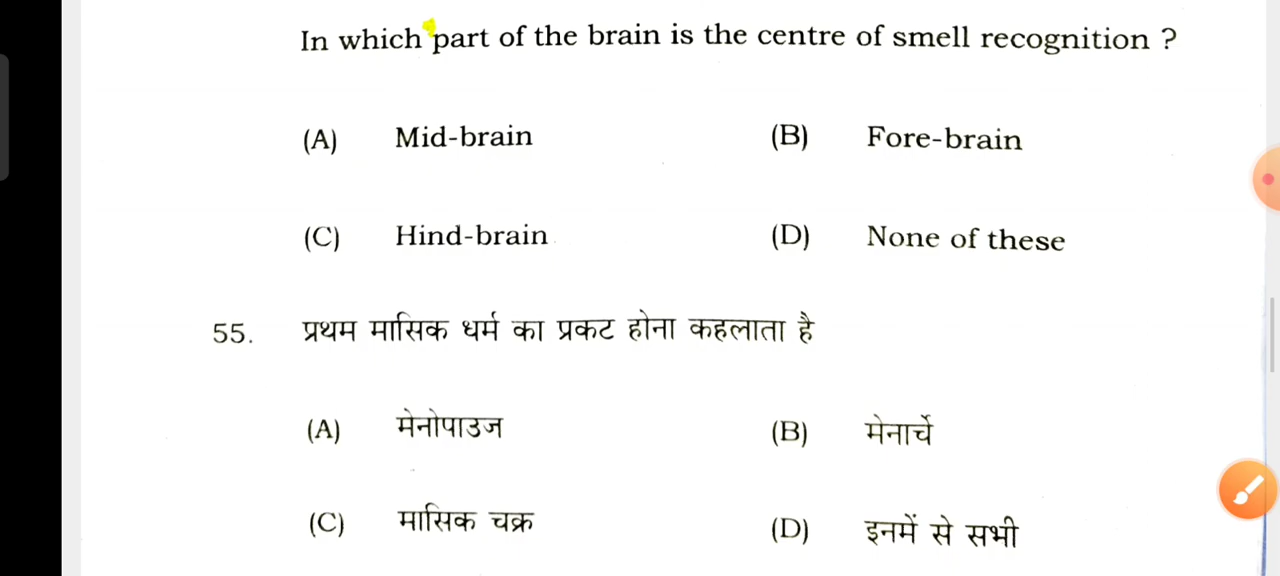 In which part of the brain is the centre of smell recognition ?
(A) Mid-brain (B) Fore-brain
(C) Hind-brain (D) None of these
55. प्रथम मासिक धर्म का प्रकट होना कहलाता है
(A) मेनोपाउज (B) मेनार्चे
(C) मासिक चक्र (D) इनमें से सभी